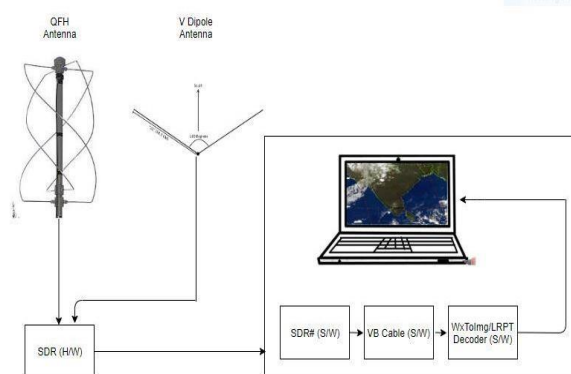 QFH
Antenna
V Dipole
Antenna
SDR (H/W)
SDR# (S/W)
VB Cable (S/W)
WxToImg/LRPT
Decoder (S/W)